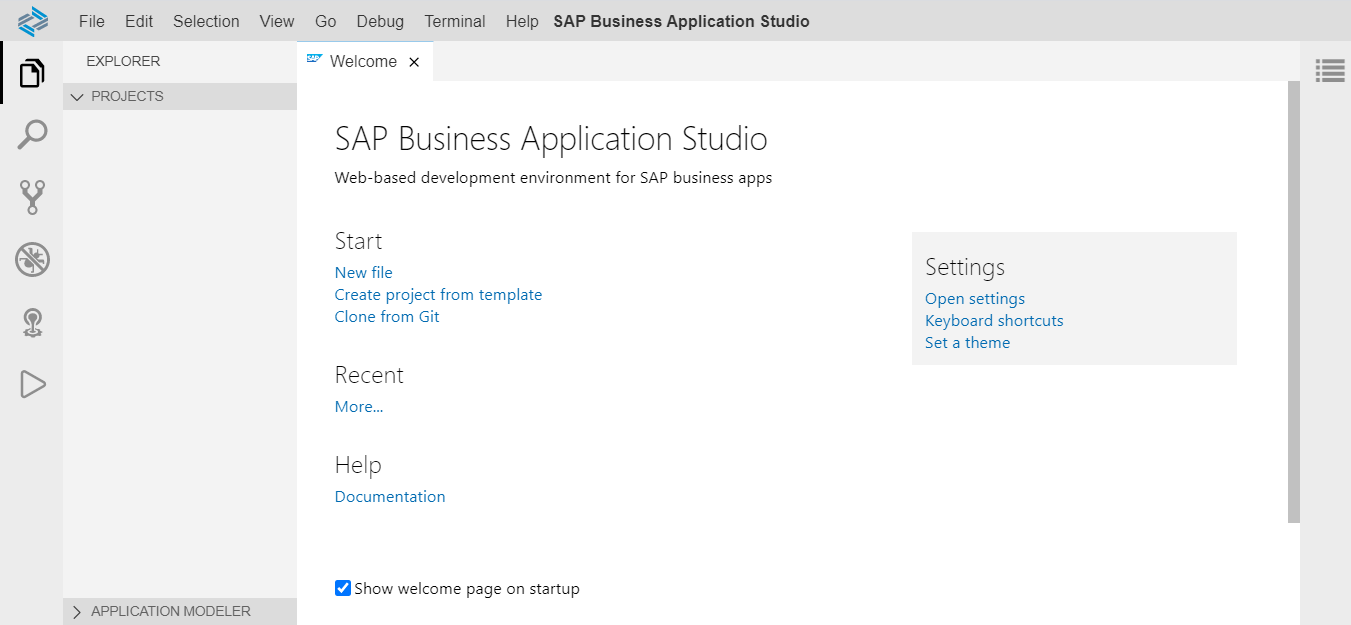 File Edit Selection View Go Debug Terminal Help SAP Business Application Studio
EXPLORER
PROJECTS
APPLICATION MODELER
SAP Welcome
SAP Business Application Studio
Web-based development environment for SAP business apps
Start
New file
Create project from template
Clone from Git
Recent
More...
Help
Documentation
Show welcome page on startup
Settings
Open settings
Keyboard shortcuts
Set a theme